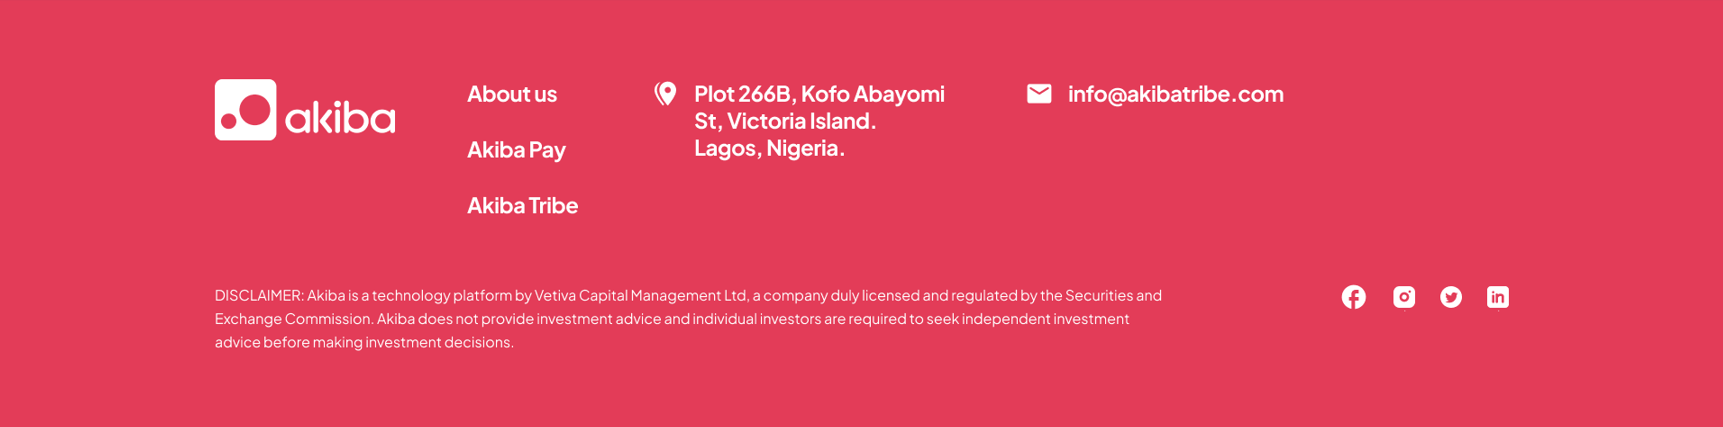 akiba
About us
Akiba Pay
Akiba Tribe
Plot 266B, Kofo Abayomi
St, Victoria Island.
Lagos, Nigeria.
info@akibatribe.com
DISCLAIMER: Akiba is a technology platform by Vetiva Capital Management Ltd, a company duly licensed and regulated by the Securities and
Exchange Commission. Akiba does not provide investment advice and individual investors are required to seek independent investment
advice before making investment decisions.